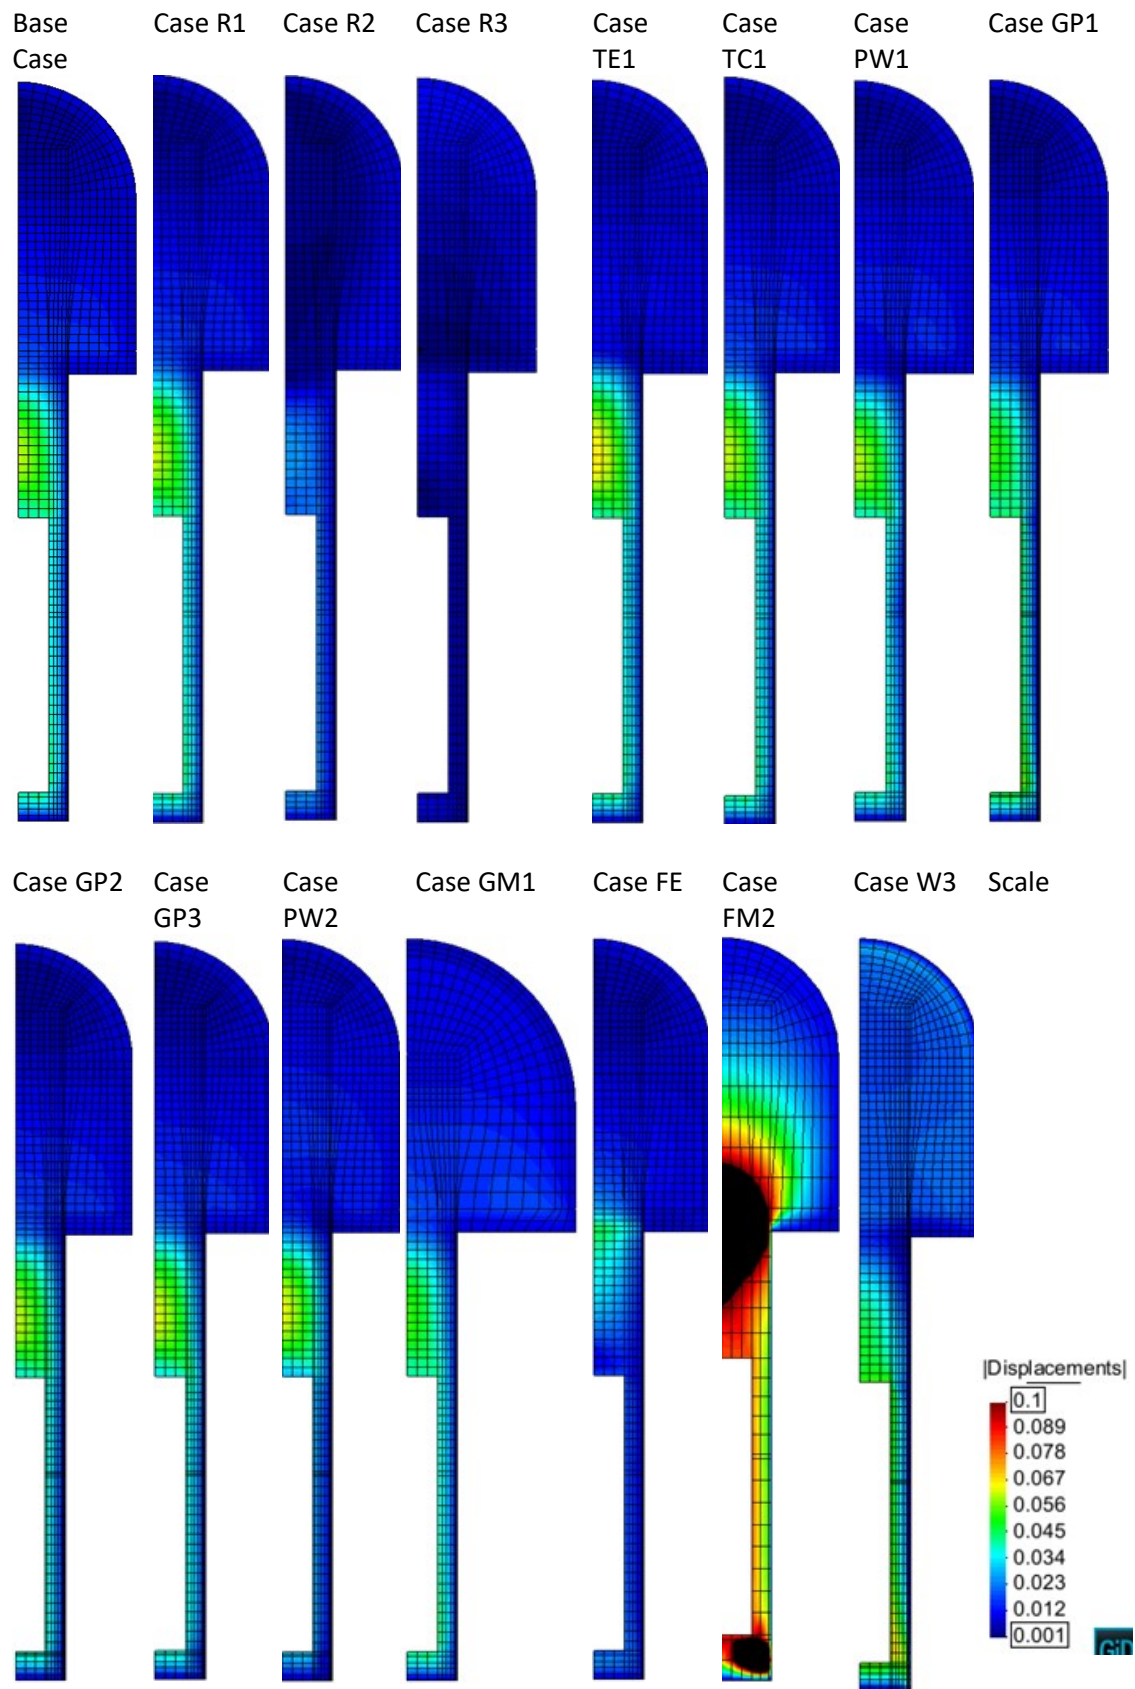 Base Case R1 Case R2 Case R3 Case Case Case Case GP1
Case TE1 TC1 PW1
Case GP2 Case Case Case GM1 Case FE Case Case W3 Scale
GP3 PW2 FM2
|Displacements|
0.1
0.089
0.078
0.067
0.056
0.045
0.034
0.023
0.012
0.001
GiD